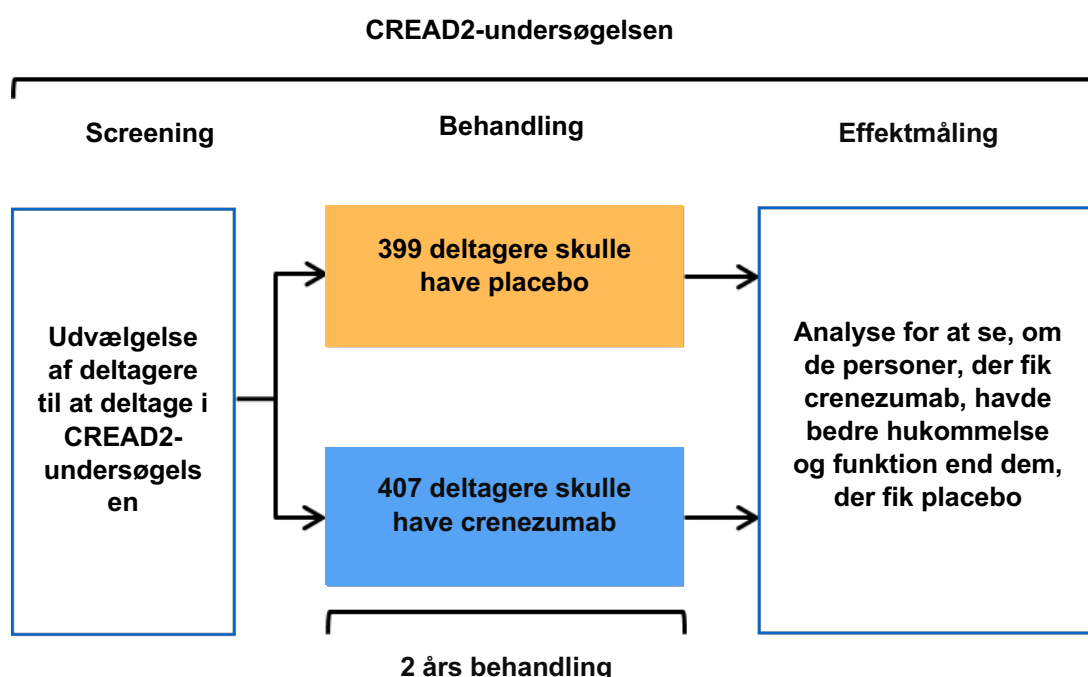 CREAD2-undersøgelsen
Screening
Behandling
Effektmåling
Udvælgelse
af deltagere
til at deltage i
CREAD2-
undersøgels
en
399 deltagere skulle
have placebo
407 deltagere skulle
have crenezumab
Analyse for at se, om
de personer, der fik
crenezumab, havde
bedre hukommelse
og funktion end dem,
der fik placebo
2 års behandling